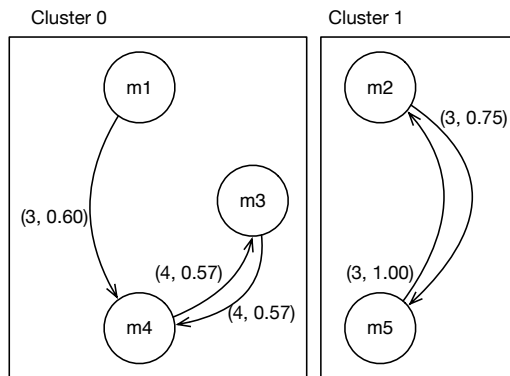 Cluster 0
Cluster 1
m1
m2
(3, 0.75)
m3
(3, 0.60)
(4, 0.57)
(3, 1.00)
(4, 0.57)
m4
m5